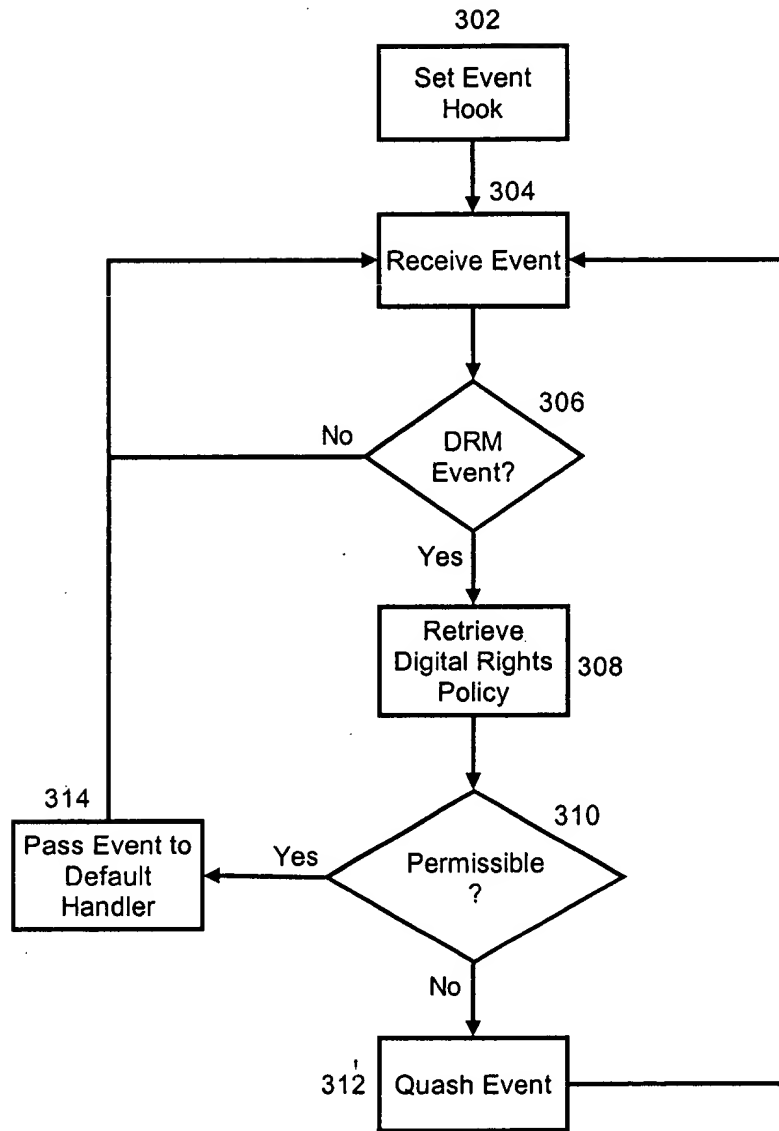 302
Set Event
Hook
304
Receive Event
306
DRM
Event?
No
Yes
Retrieve
Digital Rights
Policy
308
314
Pass Event to
Default
Handler
Yes
310
Permissible
?
No
312
Quash Event